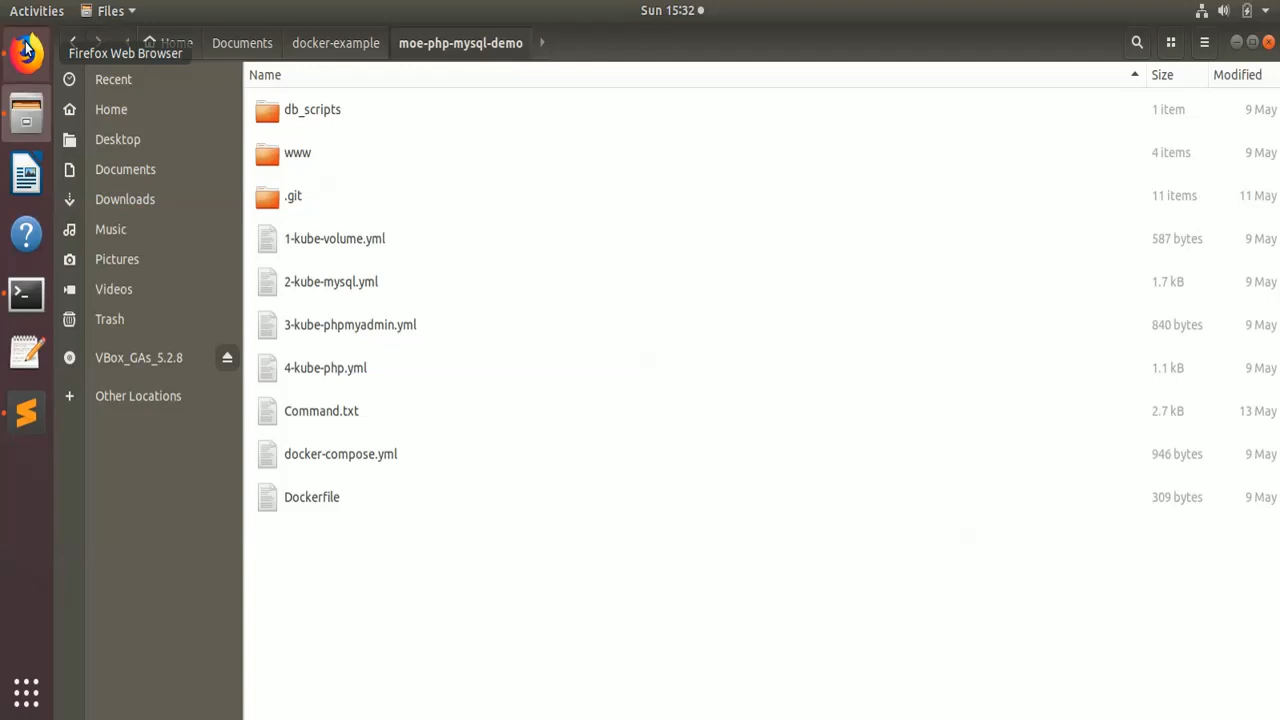 Activities Files Sun 15:32
Home Documents docker-example moe-php-mysql-demo
Firefox Web Browser
Recent
Home
Desktop
Documents
Downloads
Music
Pictures
Videos
Trash
VBox_GAs_5.2.8
Other Locations
Name Size Modified
db_scripts 1 item 9 May
www 4 items 9 May
.git 11 items 11 May
1-kube-volume.yml 587 bytes 9 May
2-kube-mysql.yml 1.7 kB 9 May
3-kube-phpmyadmin.yml 840 bytes 9 May
4-kube-php.yml 1.1 kB 9 May
Command.txt 2.7 kB 13 May
docker-compose.yml 946 bytes 9 May
Dockerfile 309 bytes 9 May